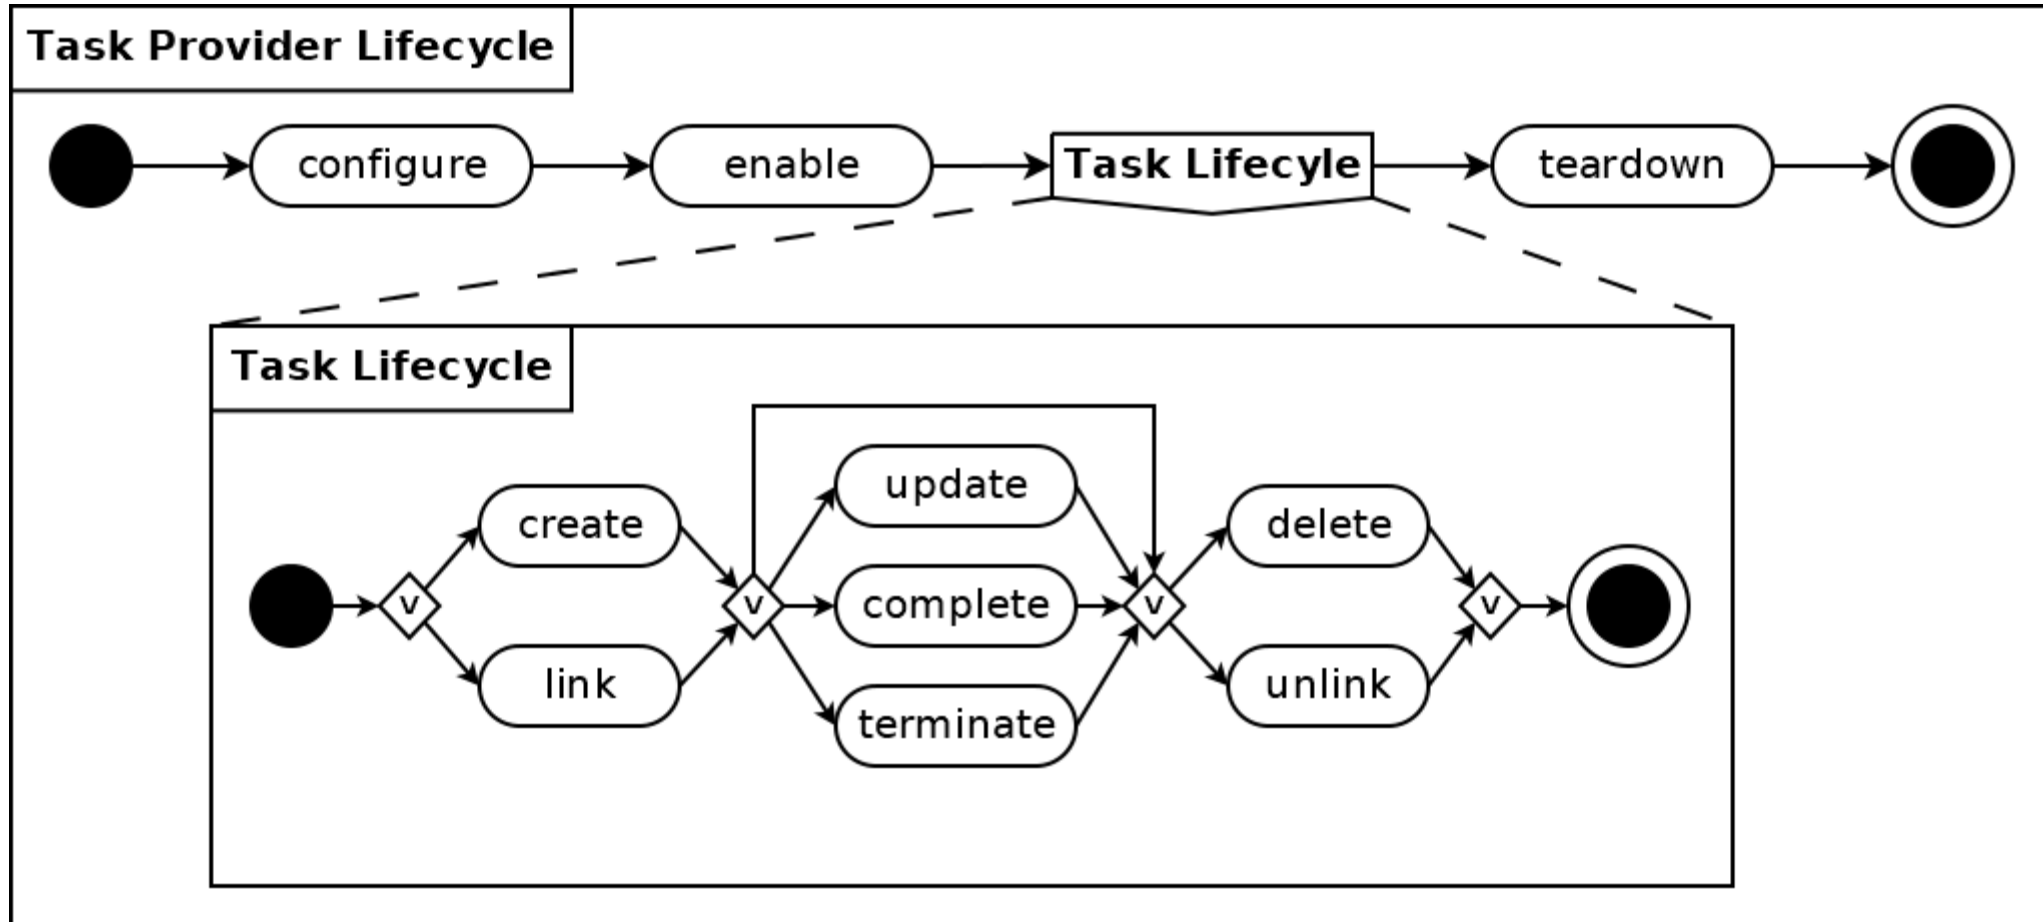 Task Provider Lifecycle
configure
enable
Task Lifecyle
teardown
Task Lifecycle
update
create
delete
v
v
complete
v
v
link
unlink
terminate